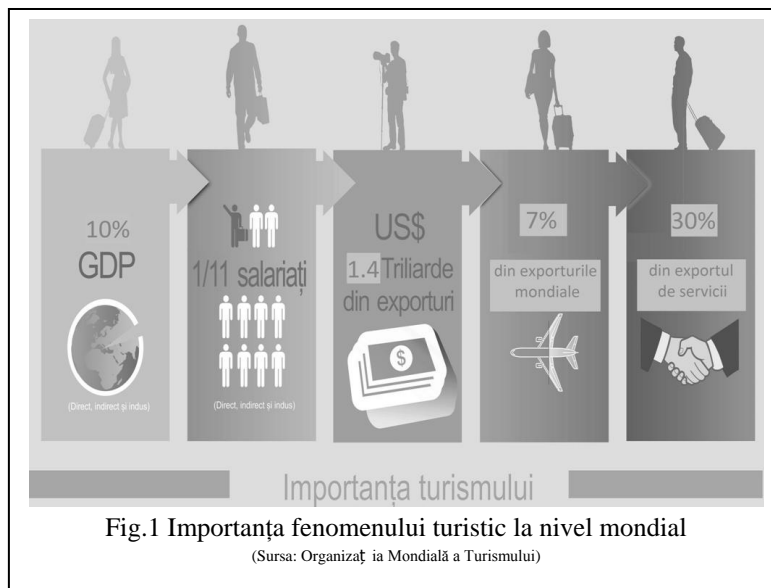 10%
GDP
(Direct, indirect și indus)
1/11 salariați
(Direct, indirect și indus)
US$
1.4 Triliarde
din exporturi
$
7%
din exporturile
mondiale
30%
din exportul
de servicii
Importanța turismului
Fig.1 Importanța fenomenului turistic la nivel mondial
(Sursa: Organizaț ia Mondială a Turismului)